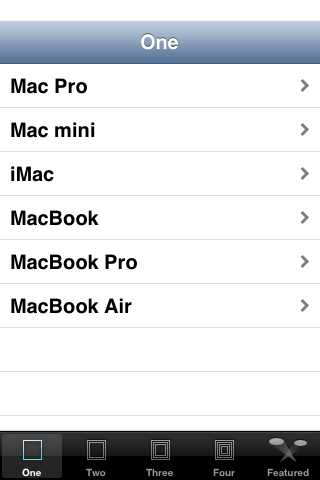 One
Mac Pro
Mac mini
iMac
MacBook
MacBook Pro
MacBook Air
One Two Three Four Featured